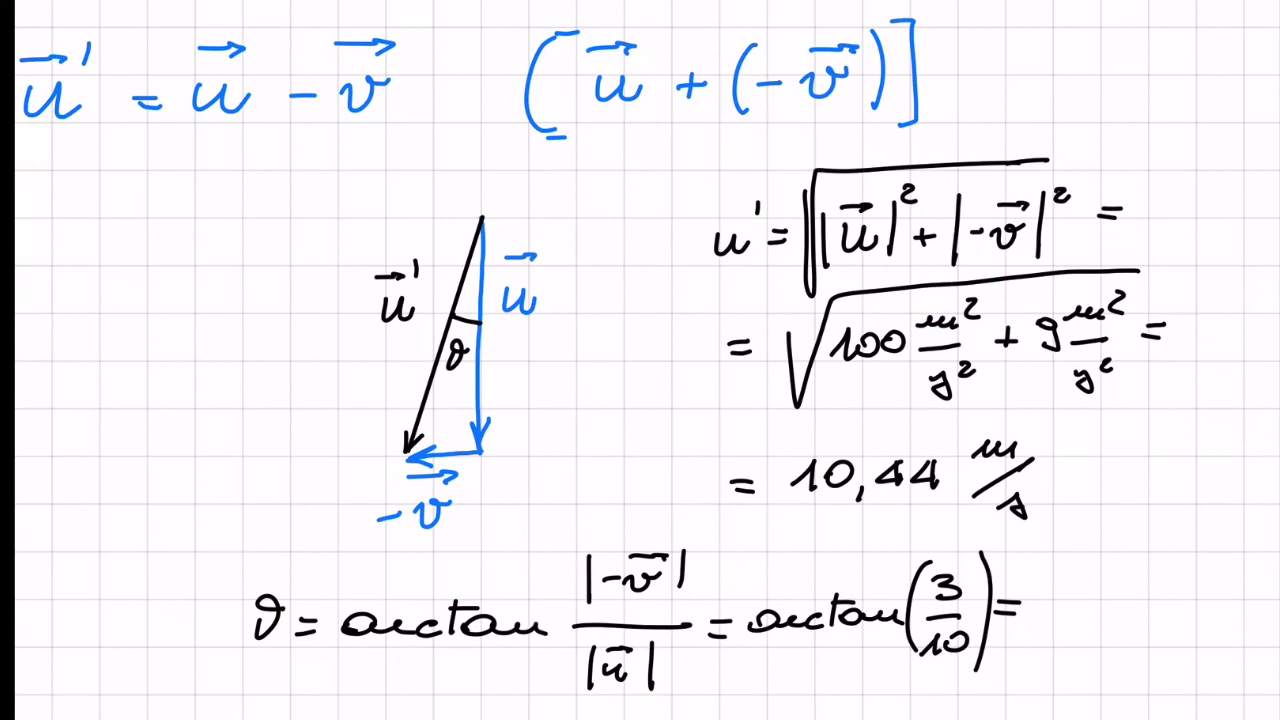 u⃗' = u⃗ - v⃗ [u⃗ + (-v⃗)]
u' = √(|u⃗|² + |-v⃗|²) =
u⃗' u⃗
ϑ
= √(100 m²/s² + 9 m²/s²) =
-v⃗
= 10,44 m/s
ϑ = arctan |-v⃗|/|u⃗| = arctan(3/10) =